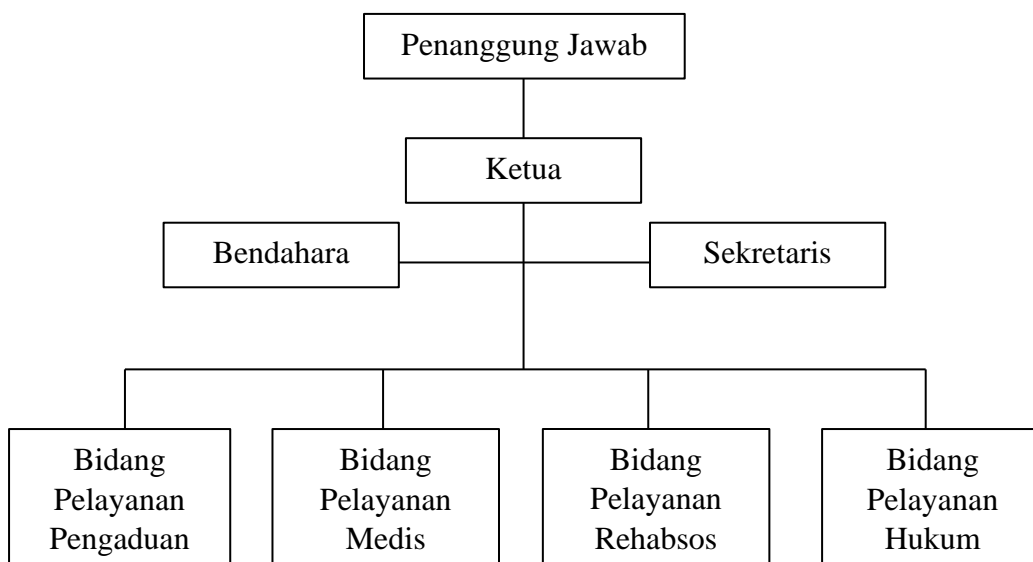 Penanggung Jawab
Ketua
Bendahara
Sekretaris
Bidang
Pelayanan
Pengaduan
Bidang
Pelayanan
Medis
Bidang
Pelayanan
Rehabsos
Bidang
Pelayanan
Hukum